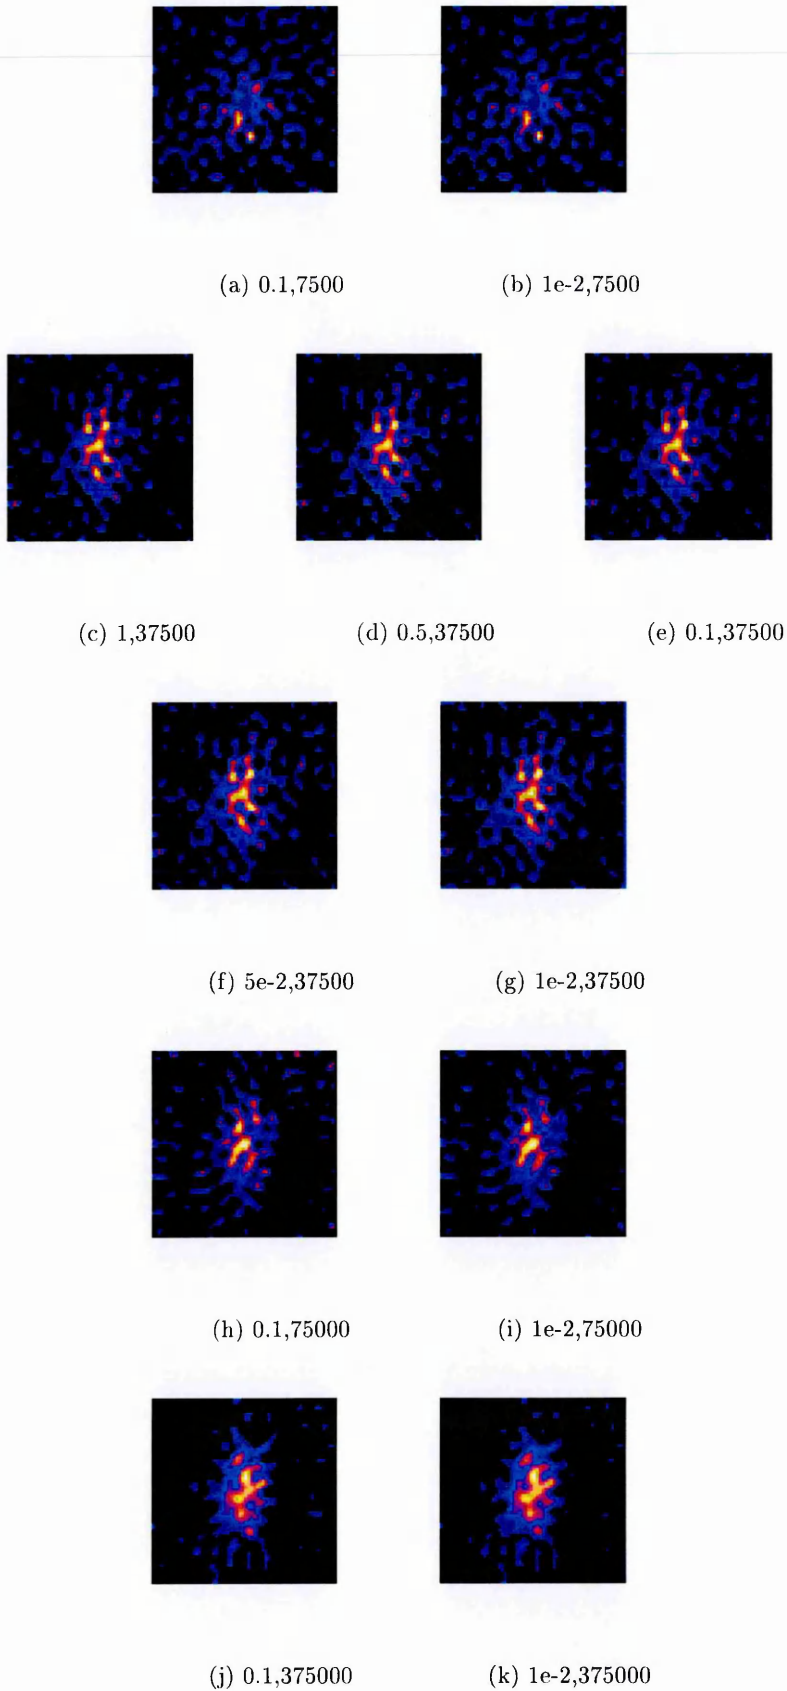 (a) 0.1,7500
(b) 1e-2,7500
(c) 1,37500
(d) 0.5,37500
(e) 0.1,37500
(f) 5e-2,37500
(g) 1e-2,37500
(h) 0.1,75000
(i) 1e-2,75000
(j) 0.1,375000
(k) 1e-2,375000